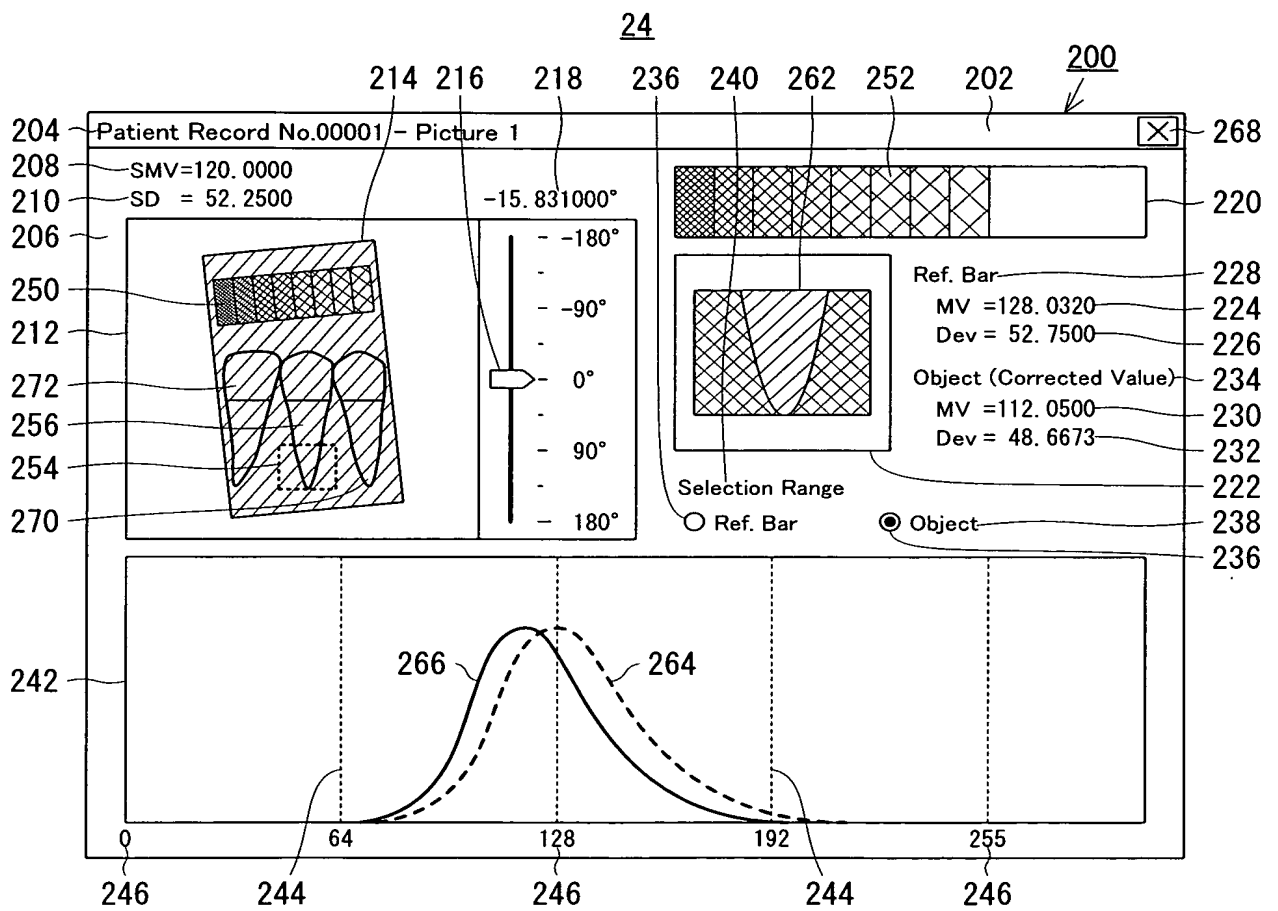 24
214 216 218 236 240 262 252 202 200
204 Patient Record No.00001 - Picture 1 268
208 SMV=120.0000
210 SD = 52.2500 -15.831000° 220
206 -180°
250 Ref. Bar 228
212 -90° MV =128.0320 224
Dev = 52.7500 226
272 0° Object (Corrected Value) 234
256 MV =112.0500 230
254 90° Dev = 48.6673 232
Selection Range 222
270 180° Ref. Bar Object 238
236
266 264
242
0 64 128 192 255
246 244 246 244 246